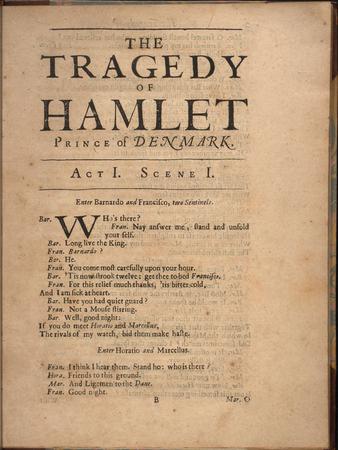 THE
TRAGEDY
OF
HAMLET
PRINCE of DENMARK.
ACT I. SCENE I.
Enter Barnardo and Francisco, two Sentinels.
Bar. WHo's there?
Fran. Nay answer me, stand and unfold
your self.
Bar. Long live the King.
Fran. Barnardo?
Bar. He.
Fran. You come most carefully upon your hour.
Bar. 'Tis now strook twelve: get thee to bed Francisco.
Fran. For this relief much thanks, 'tis bitter cold,
And I am sick at heart.
Bar. Have you had quiet guard?
Fran. Not a Mouse stirring.
Bar. Well, good night:
If you do meet Horatio and Marcellus,
The rivals of my watch, bid them make haste.
Enter Horatio and Marcellus.
Fran. I think I hear them. Stand ho: who is there?
Hora. Friends to this ground.
Mar. And Ligemen to the Dane.
Fran. Good night.
B Mar. O